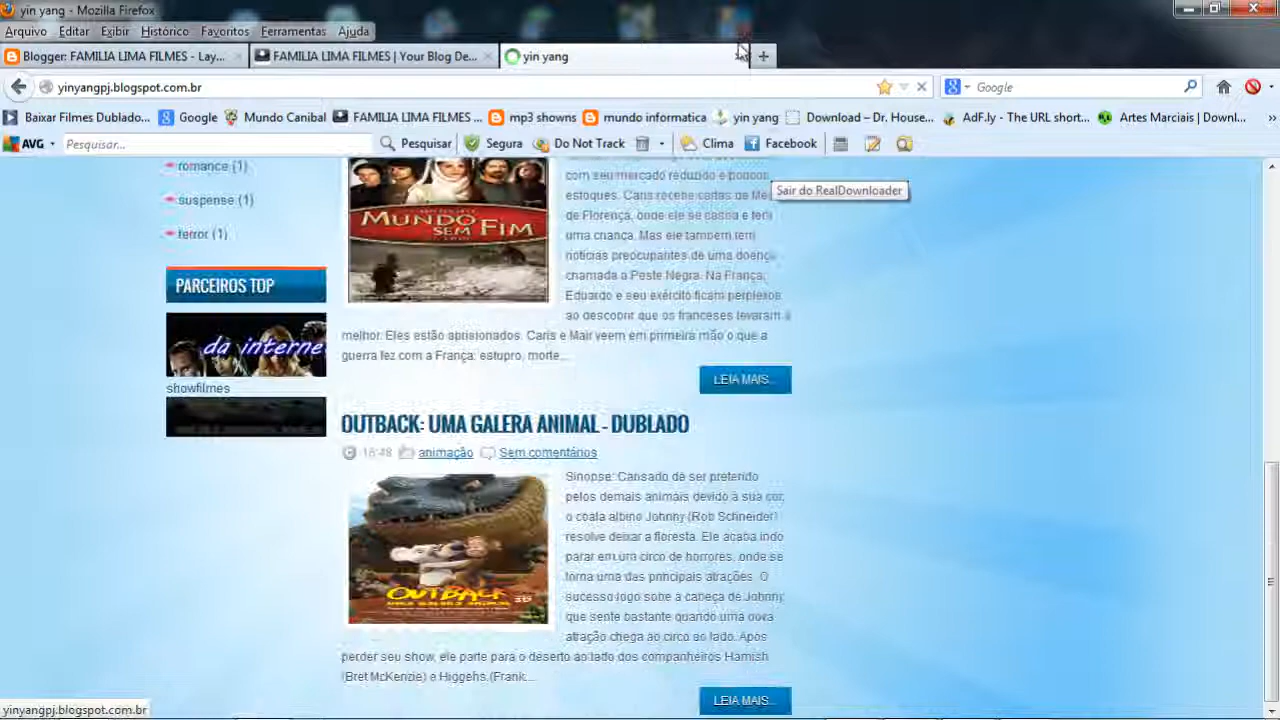 yin yang - Mozilla Firefox
Arquivo Editar Exibir Histórico Favoritos Ferramentas Ajuda
Blogger: FAMILIA LIMA FILMES - Lay... FAMILIA LIMA FILMES | Your Blog De... yin yang
yinyangpj.blogspot.com.br Google
Baixar Filmes Dublado... Google Mundo Canibal FAMILIA LIMA FILMES ... mp3 showns mundo informatica yin yang Download – Dr. House... AdF.ly - The URL short... Artes Marciais | Downl...
AVG Pesquisar... Pesquisar Segura Do Not Track Clima Facebook
Sair do RealDownloader
romance (1)
suspense (1)
terror (1)
PARCEIROS TOP
da interne
showfilmes
MUNDO
SEM FIM
com seu mercado reduzido e poucos
estoques. Caris recebe cartas de Me
de Florença, onde ele se casou e tem
uma criança. Mas ele também tem
notícias preocupantes de uma doença
chamada a Peste Negra. Na França,
Eduardo e seu exército ficam perplexos
ao descobrir que os franceses levaram a
melhor. Eles estão aprisionados. Caris e Mair veem em primeira mão o que a
guerra fez com a França: estupro, morte...
LEIA MAIS...
OUTBACK: UMA GALERA ANIMAL - DUBLADO
16:48 animação Sem comentários
OUTBACK
UMA GALERA ANIMAL
Sinopse: Cansado de ser preterido
pelos demais animais devido à sua cor,
o coala albino Johnny (Rob Schneider)
resolve deixar a floresta. Ele acaba indo
parar em um circo de horrores, onde se
torna uma das principais atrações. O
sucesso logo sobe a cabeça de Johnny,
que sente bastante quando uma nova
atração chega ao circo ao lado. Após
perder seu show, ele parte para o deserto ao lado dos companheiros Hamish
(Bret McKenzie) e Higgens (Frank...
LEIA MAIS...
yinyangpj.blogspot.com.br